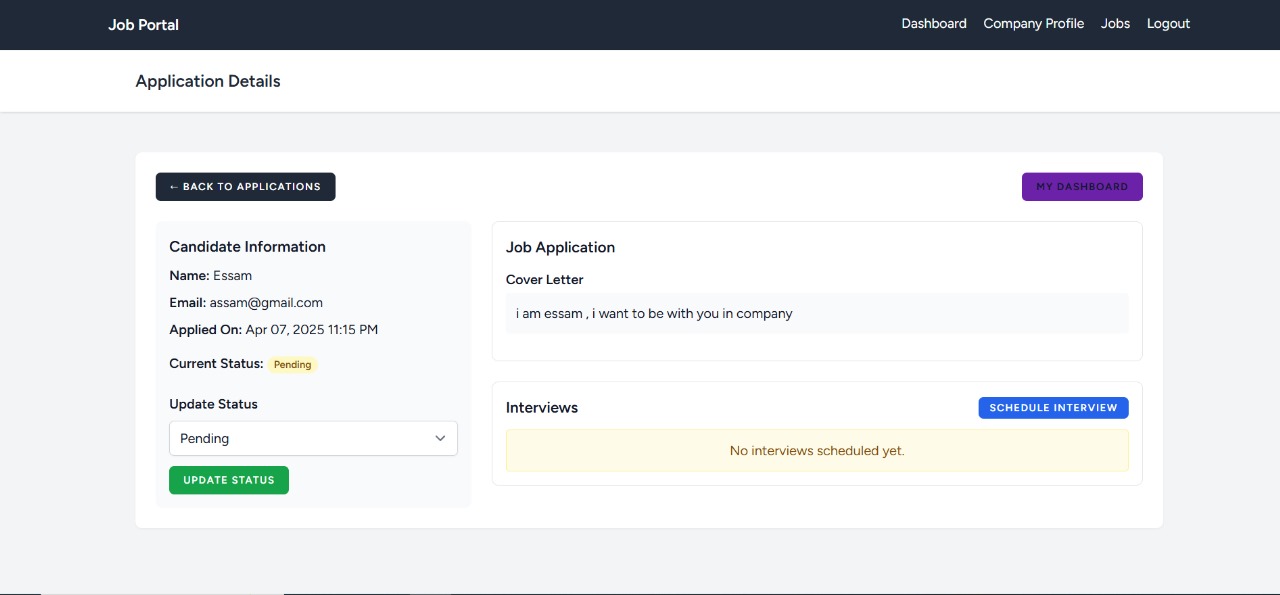 Job Portal
Dashboard Company Profile Jobs Logout
Application Details
← BACK TO APPLICATIONS
MY DASHBOARD
Candidate Information
Name: Essam
Email: assam@gmail.com
Applied On: Apr 07, 2025 11:15 PM
Current Status: Pending
Update Status
Pending
UPDATE STATUS
Job Application
Cover Letter
i am essam , i want to be with you in company
Interviews
SCHEDULE INTERVIEW
No interviews scheduled yet.